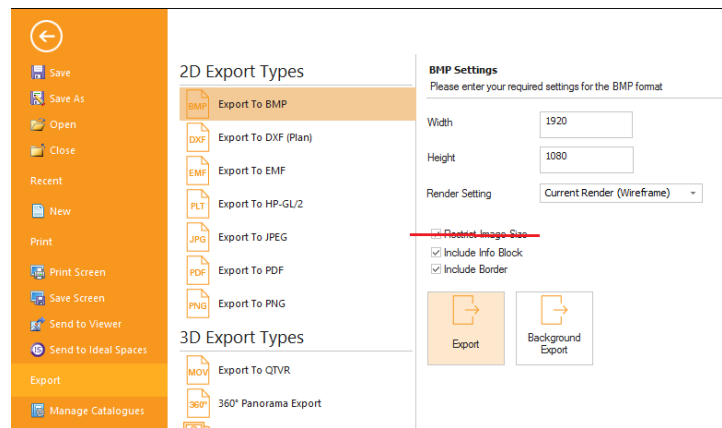 Save
Save As
Open
Close
Recent
New
Print
Print Screen
Save Screen
Send to Viewer
Send to Ideal Spaces
Export
Manage Catalogues
2D Export Types
BMP Export To BMP
DXF Export To DXF (Plan)
EMF Export To EMF
PLT Export To HP-GL/2
JPG Export To JPEG
PDF Export To PDF
PNG Export To PNG
3D Export Types
MOV Export To QTVR
360° 360° Panorama Export
BMP Settings
Please enter your required settings for the BMP format
Width 1920
Height 1080
Render Setting Current Render (Wireframe)
Restrict Image Size
Include Info Block
Include Border
Export
Background
Export